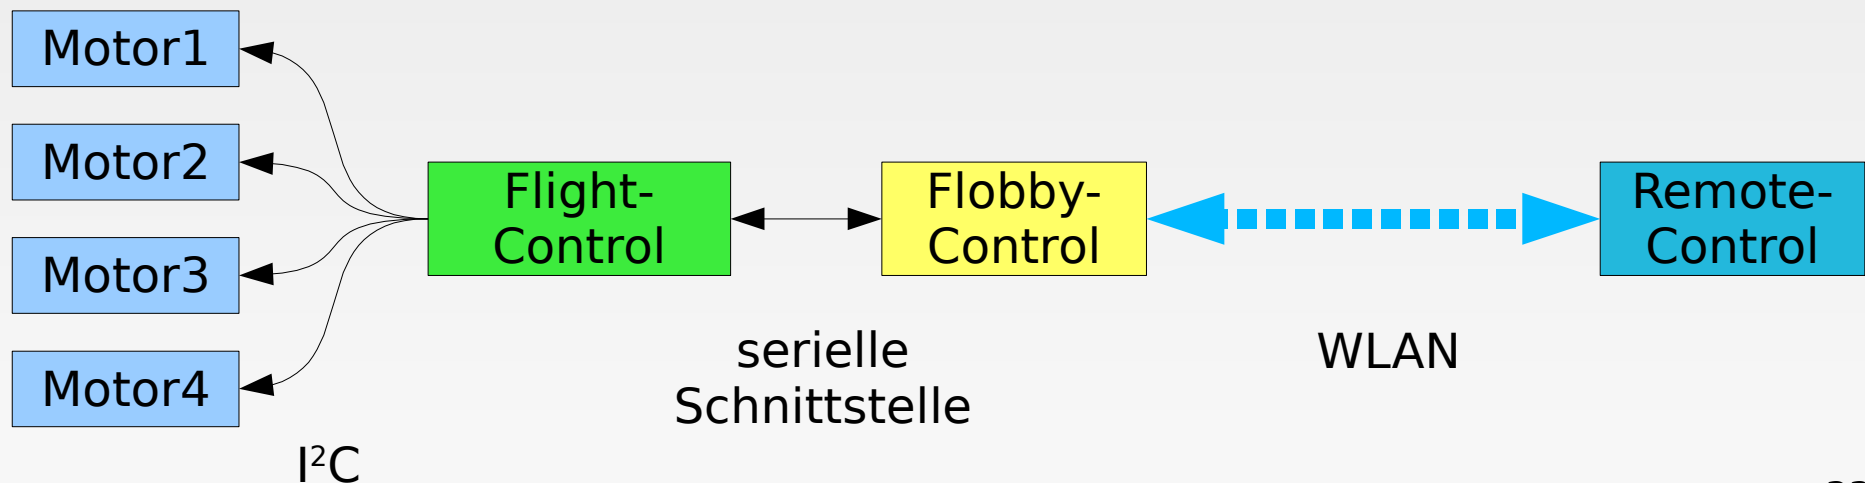 Motor1
Motor2
Motor3
Motor4
I²C
Flight-
Control
serielle
Schnittstelle
Flobby-
Control
WLAN
Remote-
Control